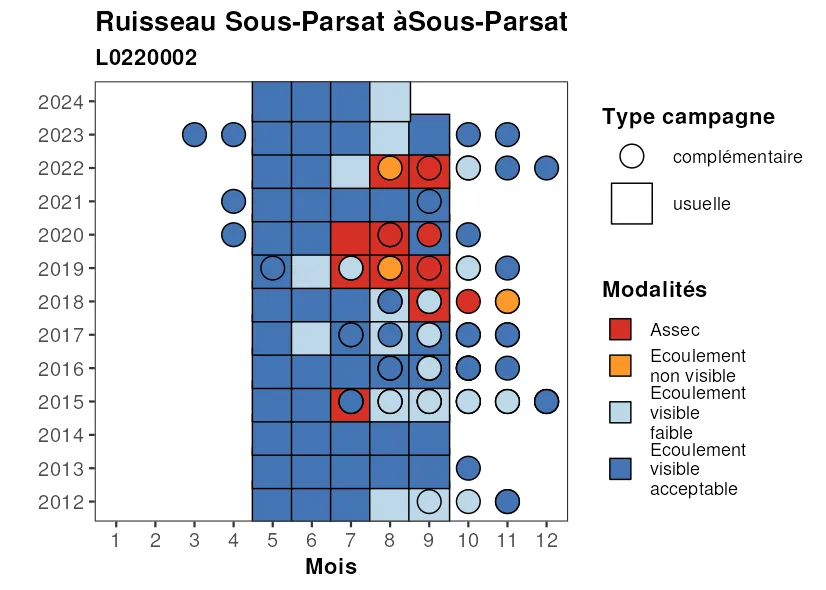 Ruisseau Sous-Parsat àSous-Parsat
L0220002
2024
2023
2022
2021
2020
2019
2018
2017
2016
2015
2014
2013
2012
1 2 3 4 5 6 7 8 9 10 11 12
Mois
Type campagne
complémentaire
usuelle
Modalités
Assec
Ecoulement
non visible
Ecoulement
visible
faible
Ecoulement
visible
acceptable